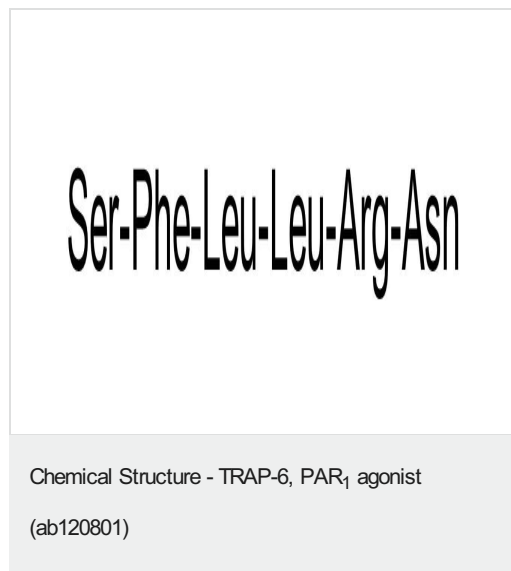 Ser-Phe-Leu-Leu-Arg-Asn
Chemical Structure - TRAP-6, PAR₁ agonist
(ab120801)